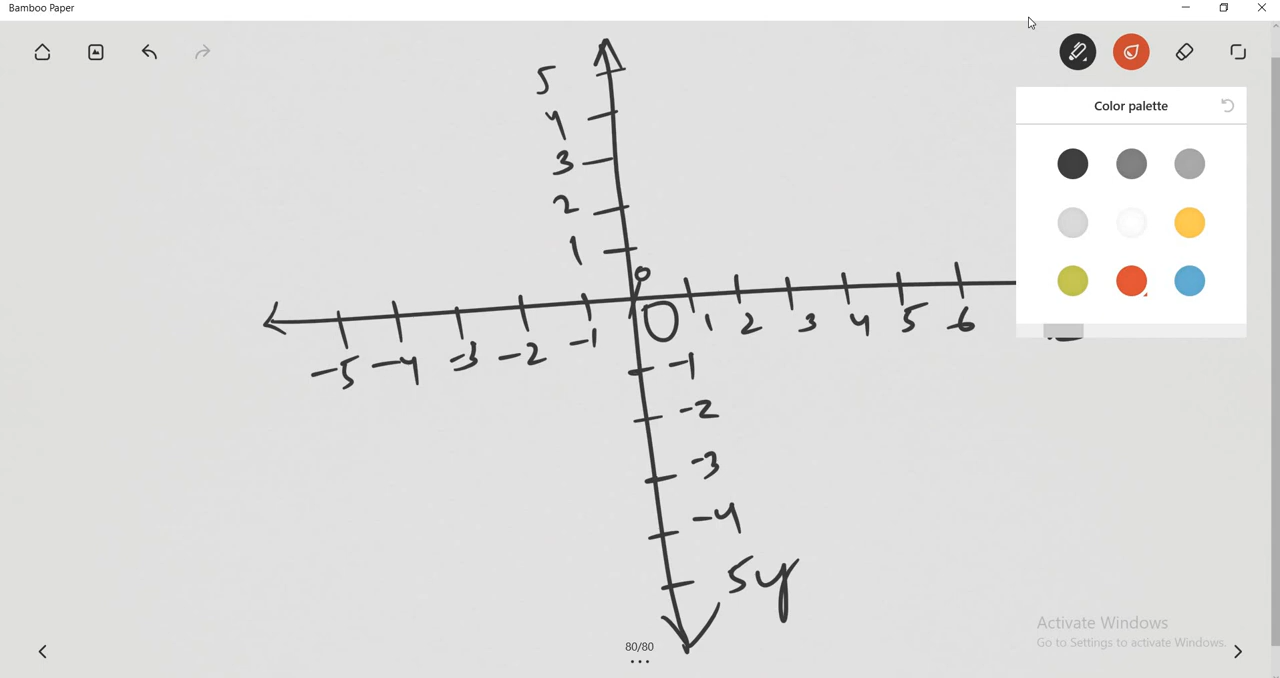 Bamboo Paper
Color palette
5
4
3
2
1
0
-5 -4 -3 -2 -1 0 1 2 3 4 5 6
-1
-2
-3
-4
5y
Activate Windows
Go to Settings to activate Windows.
80/80